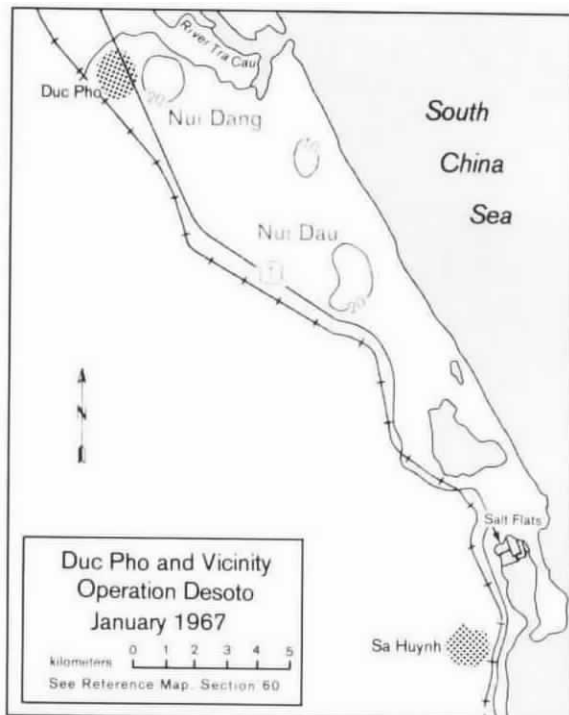 River Tra Cau
Duc Pho
20
Nui Dang
South
China
Sea
Nui Dau
1
20
N
Salt Flats
Duc Pho and Vicinity
Operation Desoto
January 1967
0 1 2 3 4 5
kilometers
See Reference Map, Section 60
Sa Huynh